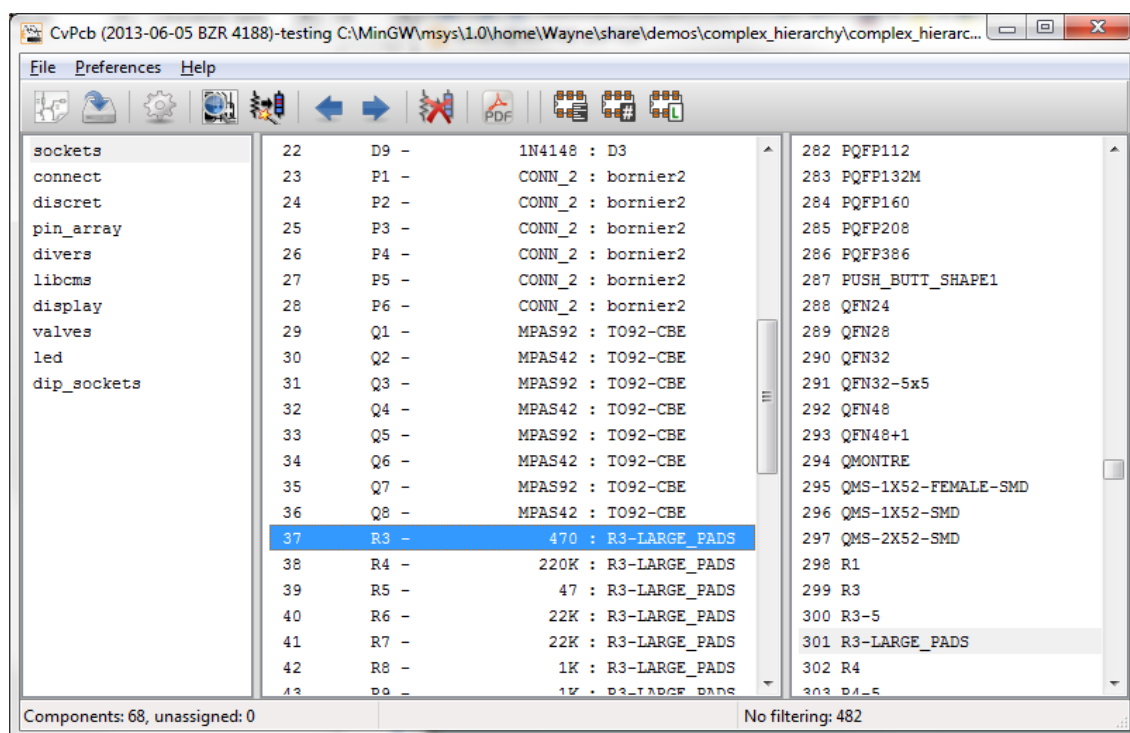 CvPcb (2013-06-05 BZR 4188)-testing C:\MinGW\msys\1.0\home\Wayne\share\demos\complex_hierarchy\complex_hierarc...
File Preferences Help
PDF # L
sockets
connect
discret
pin_array
divers
libcms
display
valves
led
dip_sockets
22 D9 - 1N4148 : D3
23 P1 - CONN_2 : bornier2
24 P2 - CONN_2 : bornier2
25 P3 - CONN_2 : bornier2
26 P4 - CONN_2 : bornier2
27 P5 - CONN_2 : bornier2
28 P6 - CONN_2 : bornier2
29 Q1 - MPAS92 : TO92-CBE
30 Q2 - MPAS42 : TO92-CBE
31 Q3 - MPAS92 : TO92-CBE
32 Q4 - MPAS42 : TO92-CBE
33 Q5 - MPAS92 : TO92-CBE
34 Q6 - MPAS42 : TO92-CBE
35 Q7 - MPAS92 : TO92-CBE
36 Q8 - MPAS42 : TO92-CBE
37 R3 - 470 : R3-LARGE_PADS
38 R4 - 220K : R3-LARGE_PADS
39 R5 - 47 : R3-LARGE_PADS
40 R6 - 22K : R3-LARGE_PADS
41 R7 - 22K : R3-LARGE_PADS
42 R8 - 1K : R3-LARGE_PADS
43 R9 - 1K : R3-LARGE_PADS
282 PQFP112
283 PQFP132M
284 PQFP160
285 PQFP208
286 PQFP386
287 PUSH_BUTT_SHAPE1
288 QFN24
289 QFN28
290 QFN32
291 QFN32-5x5
292 QFN48
293 QFN48+1
294 QMONTRE
295 QMS-1X52-FEMALE-SMD
296 QMS-1X52-SMD
297 QMS-2X52-SMD
298 R1
299 R3
300 R3-5
301 R3-LARGE_PADS
302 R4
303 R4-5
Components: 68, unassigned: 0
No filtering: 482